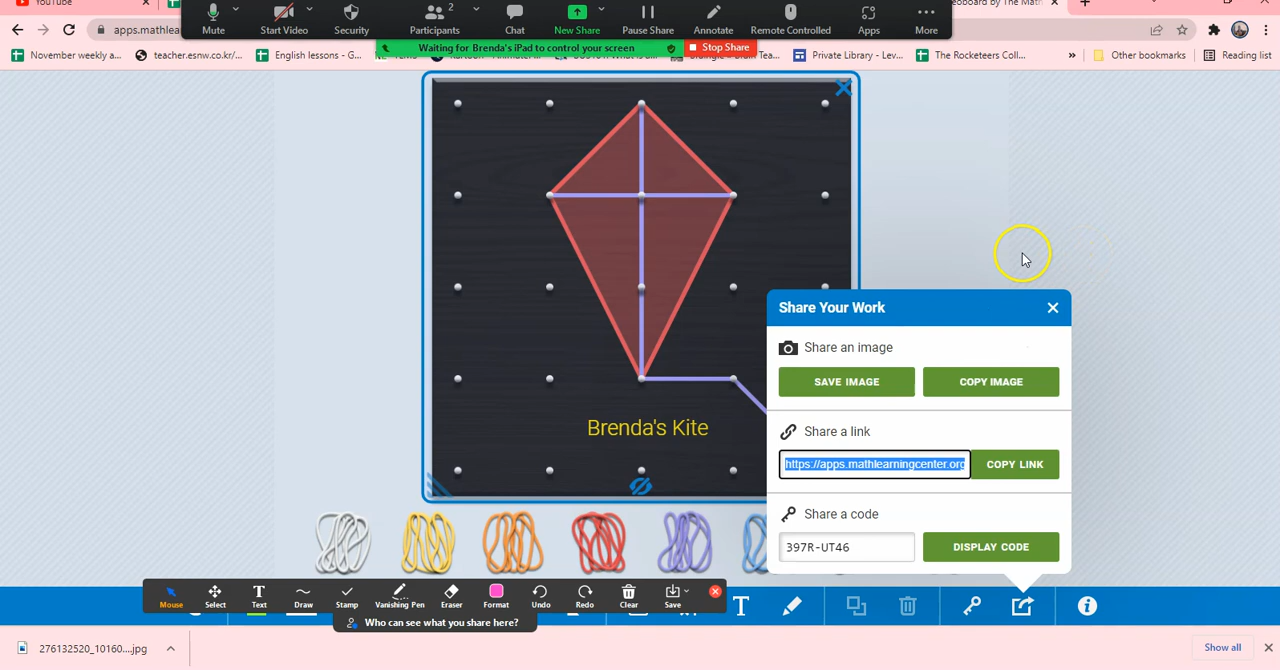 YouTube
eoboard by The Math
2
Mute
Start Video
Security
Participants
Chat
New Share
Pause Share
Annotate
Remote Controlled
Apps
More
apps.mathlea
Waiting for Brenda's iPad to control your screen
Stop Share
November weekly a...
teacher.esnw.co.kr/...
English lessons - G...
Private Library - Lev...
The Rocketeers Coll...
»
Other bookmarks
Reading list
Brenda's Kite
Share Your Work
Share an image
SAVE IMAGE
COPY IMAGE
Share a link
https://apps.mathlearningcenter.org
COPY LINK
Share a code
397R-UT46
DISPLAY CODE
Mouse
Select
Text
Draw
Stamp
Vanishing Pen
Eraser
Format
Undo
Redo
Clear
Save
T
Who can see what you share here?
276132520_10160....jpg
Show all